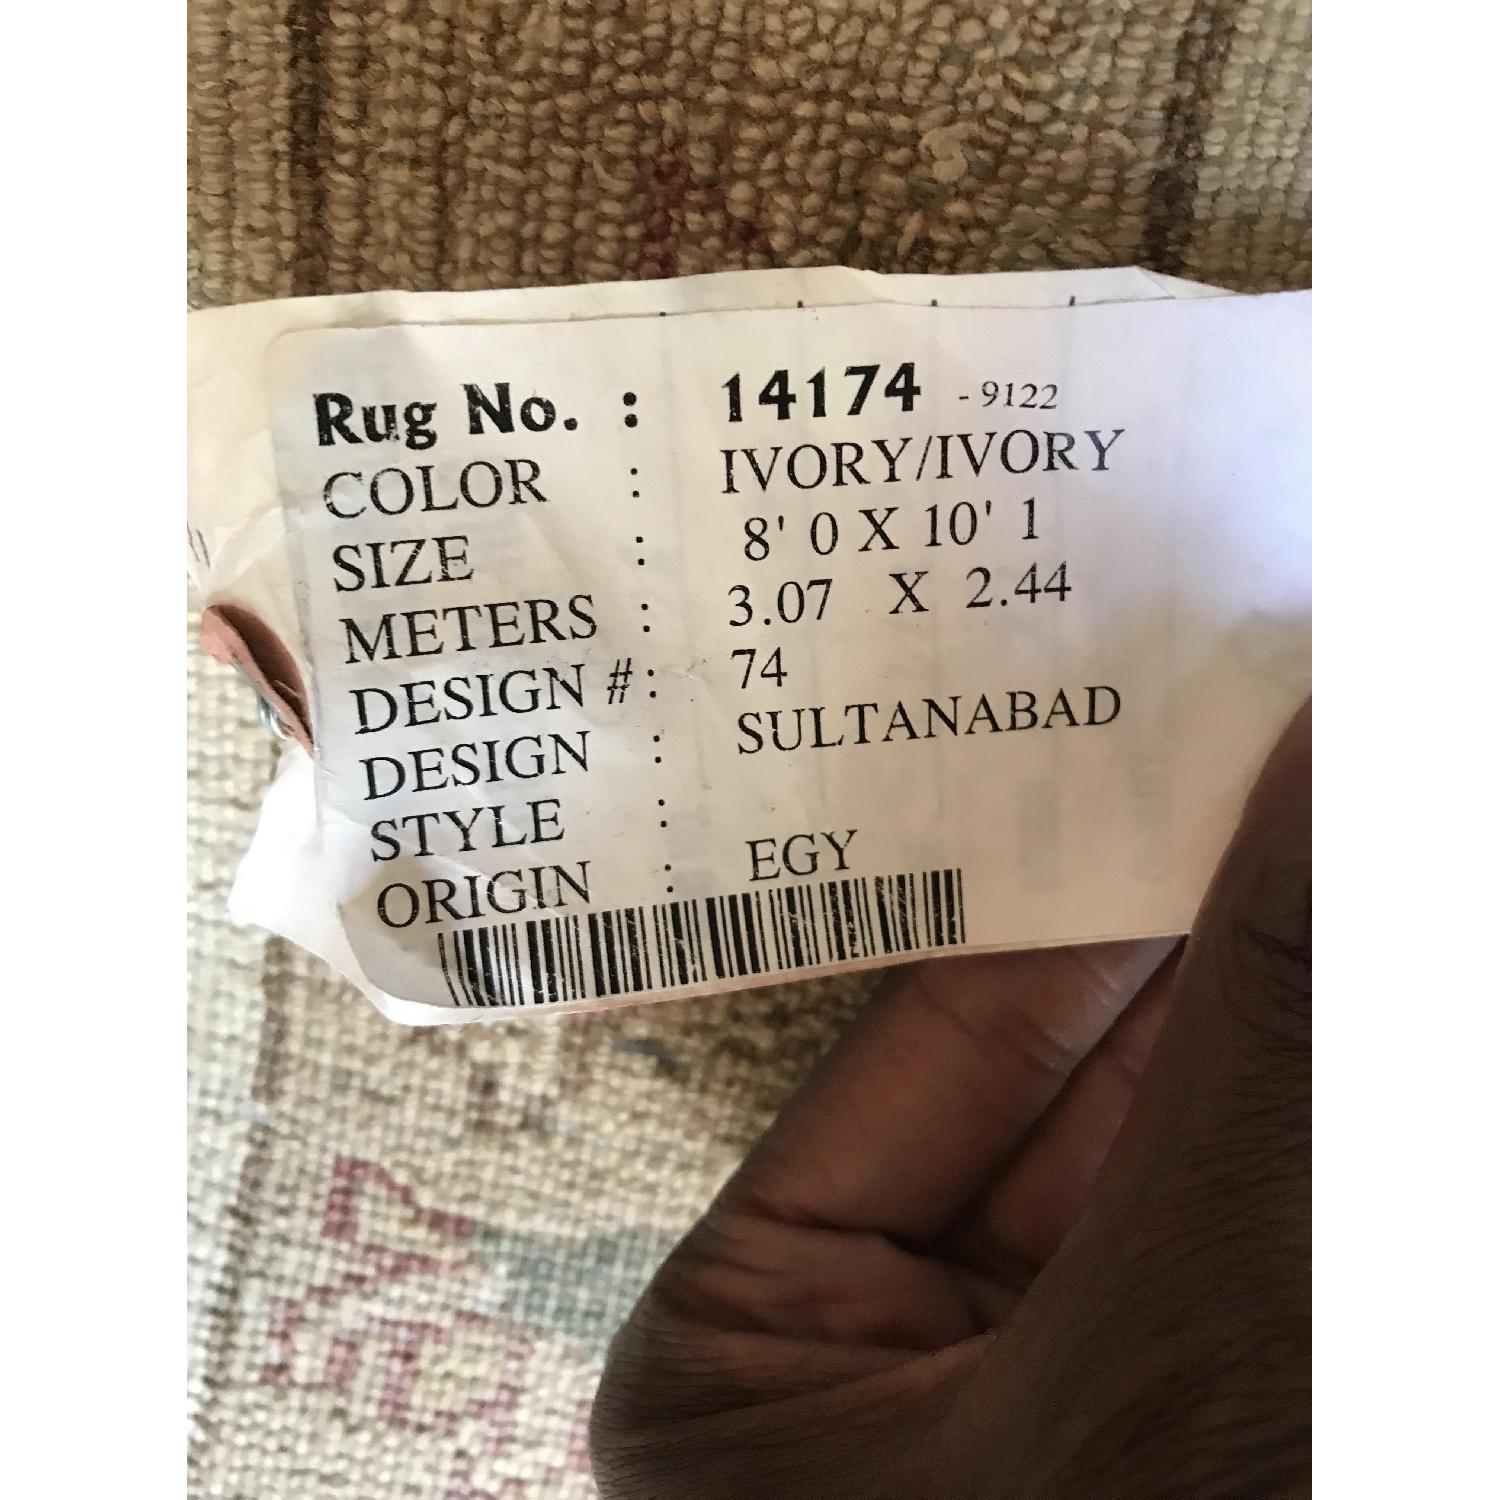 Rug No. : 14174 - 9122
COLOR : IVORY/IVORY
SIZE : 8' 0 X 10' 1
METERS : 3.07 X 2.44
DESIGN # : 74
DESIGN : SULTANABAD
STYLE :
ORIGIN : EGY